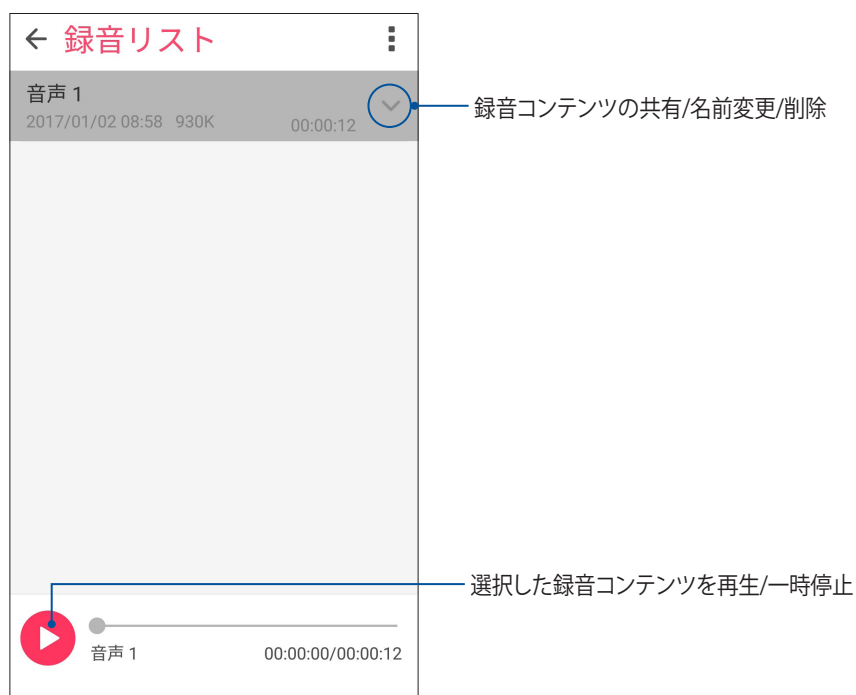 録音リスト
音声 1
2017/01/02 08:58 930K 00:00:12
録音コンテンツの共有/名前変更/削除
選択した録音コンテンツを再生/一時停止
音声 1 00:00:00/00:00:12